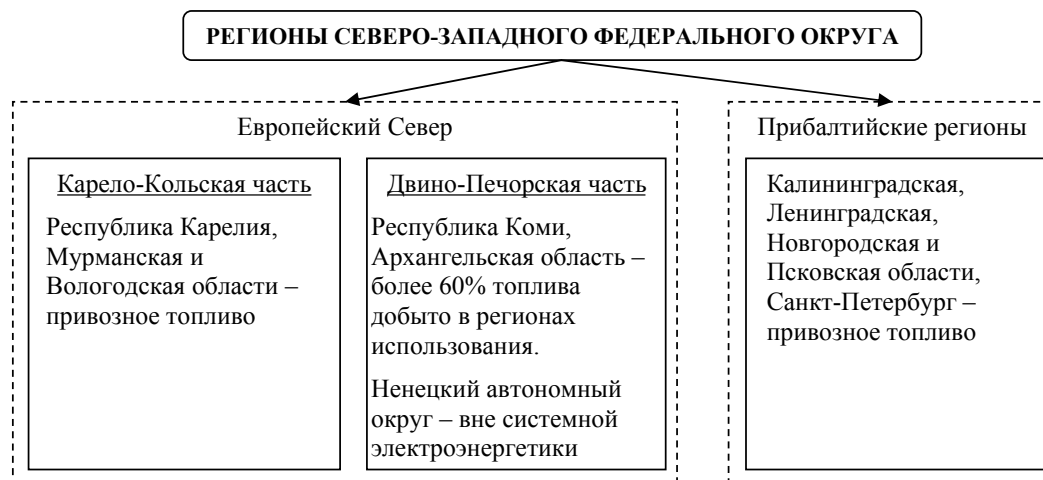 РЕГИОНЫ СЕВЕРО-ЗАПАДНОГО ФЕДЕРАЛЬНОГО ОКРУГА
Европейский Север
Карело-Кольская часть
Республика Карелия,
Мурманская и
Вологодская области –
привозное топливо
Двино-Печорская часть
Республика Коми,
Архангельская область –
более 60% топлива
добыто в регионах
использования.
Ненецкий автономный
округ – вне системной
электроэнергетики
Прибалтийские регионы
Калининградская,
Ленинградская,
Новгородская и
Псковская области,
Санкт-Петербург –
привозное топливо